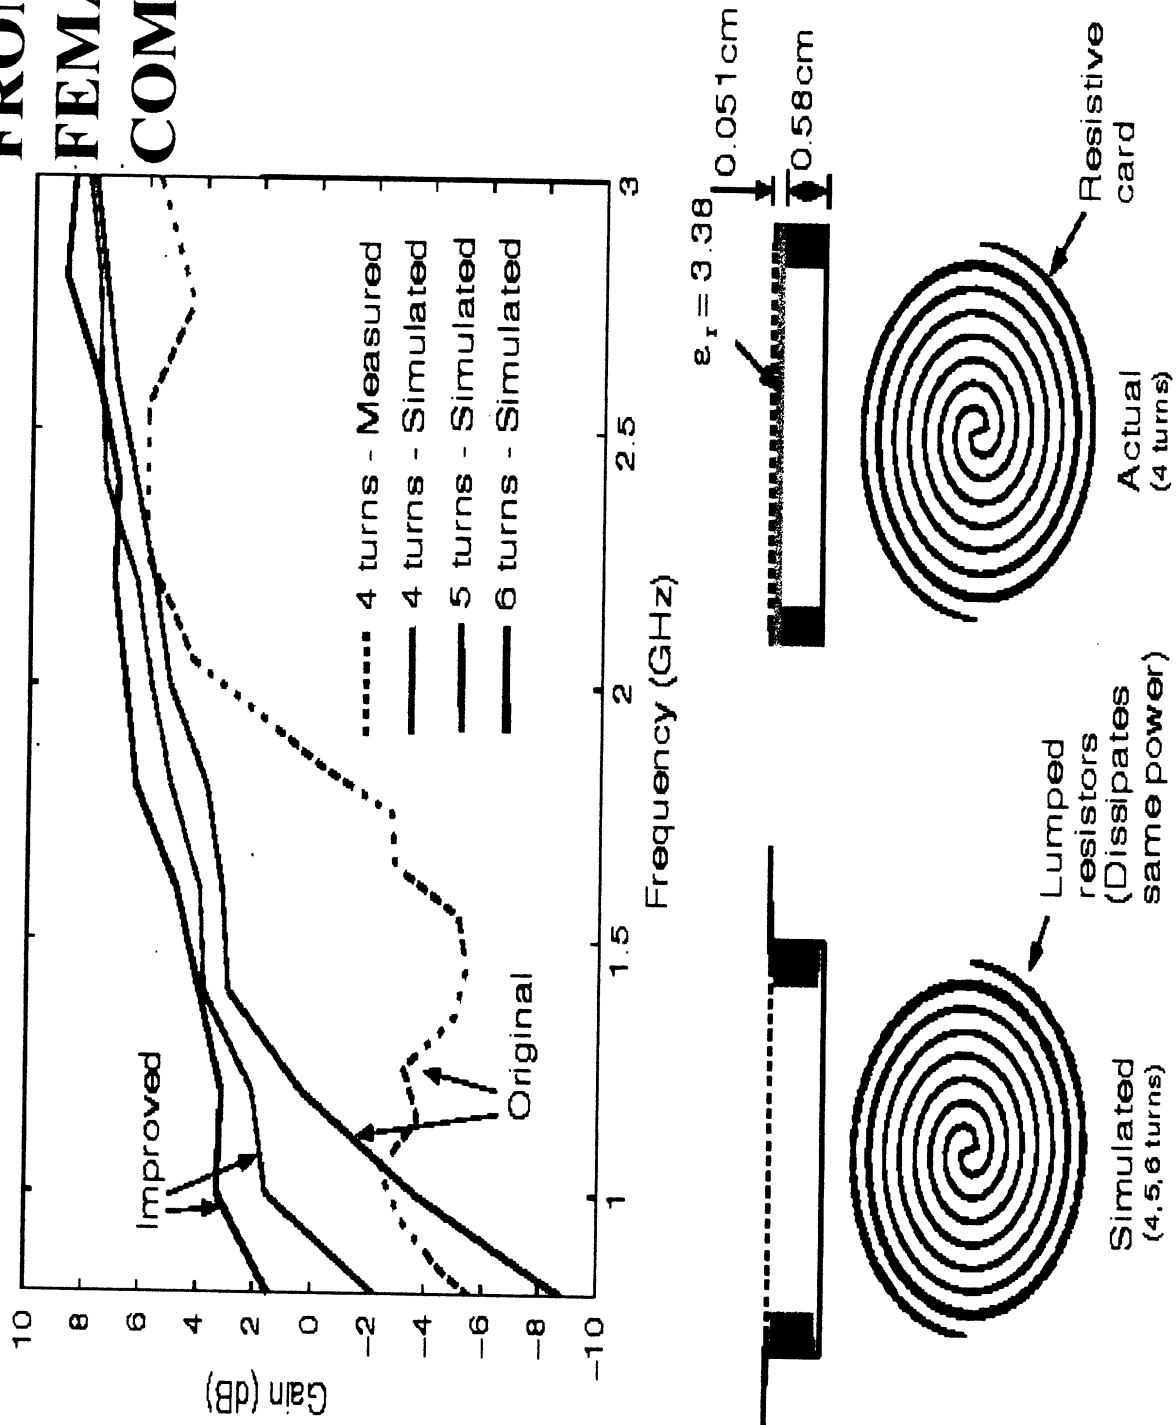 FEM
COM
10
8
6
4
2
0
−2
−4
−6
−8
−10
Gain (dB)
1
1.5
2
2.5
3
Frequency (GHz)
Improved
Original
4 turns - Measured
4 turns - Simulated
5 turns - Simulated
6 turns - Simulated
Lumped
resistors
(Dissipates
same power)
Simulated
(4,5,6 turns)
εr = 3.38
0.051cm
0.58cm
Resistive
card
Actual
(4 turns)